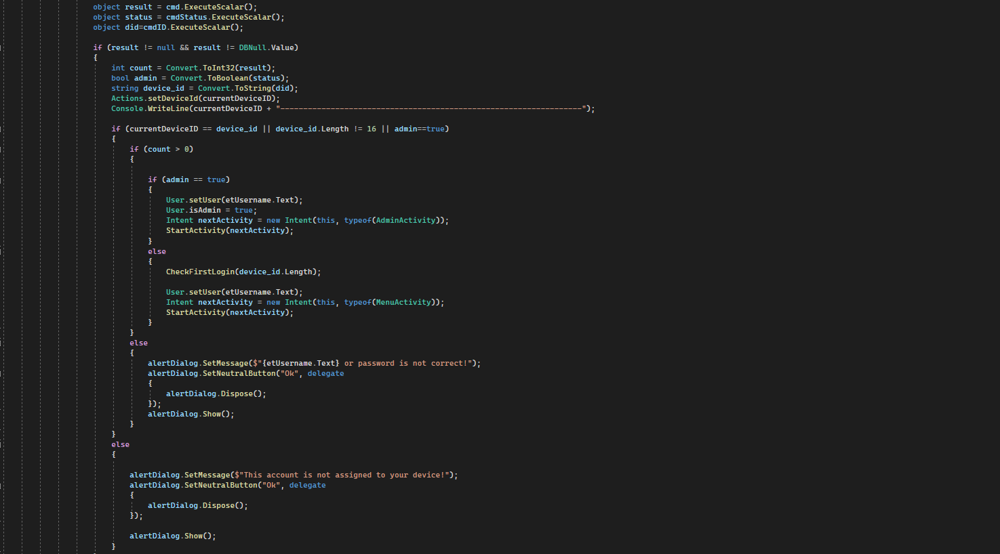 object result = cmd.ExecuteScalar();
object status = cmdStatus.ExecuteScalar();
object did=cmdID.ExecuteScalar();
if (result != null && result != DBNull.Value)
{
int count = Convert.ToInt32(result);
bool admin = Convert.ToBoolean(status);
string device_id = Convert.ToString(did);
Actions.setDeviceId(currentDeviceID);
Console.WriteLine(currentDeviceID + "------------------------------------------------------------------");
if (currentDeviceID == device_id || device_id.Length != 16 || admin==true)
{
if (count > 0)
{
if (admin == true)
{
User.setUser(etUsername.Text);
User.isAdmin = true;
Intent nextActivity = new Intent(this, typeof(AdminActivity));
StartActivity(nextActivity);
}
else
{
CheckFirstLogin(device_id.Length);
User.setUser(etUsername.Text);
Intent nextActivity = new Intent(this, typeof(MenuActivity));
StartActivity(nextActivity);
}
}
else
{
alertDialog.SetMessage($"{etUsername.Text} or password is not correct!");
alertDialog.SetNeutralButton("Ok", delegate
{
alertDialog.Dispose();
});
alertDialog.Show();
}
}
else
{
alertDialog.SetMessage($"This account is not assigned to your device!");
alertDialog.SetNeutralButton("Ok", delegate
{
alertDialog.Dispose();
});
alertDialog.Show();
}